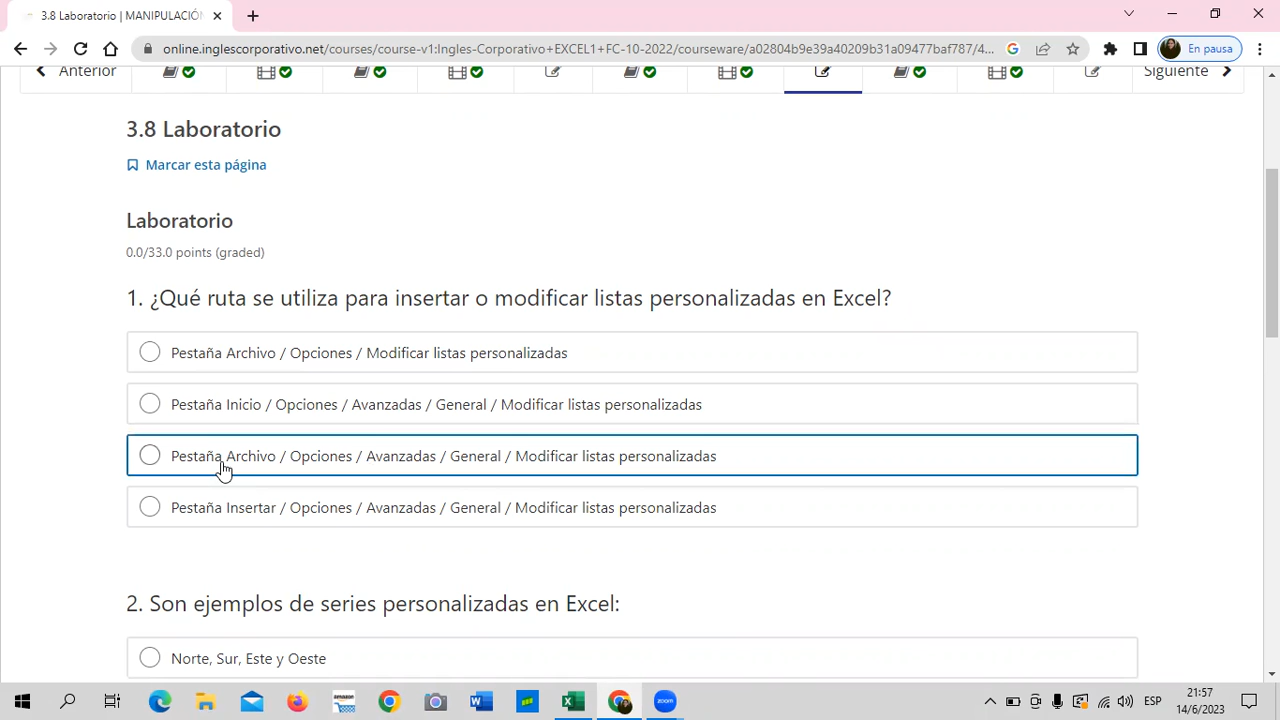 3.8 Laboratorio | MANIPULACIÓN
online.inglescorporativo.net/courses/course-v1:Ingles-Corporativo+EXCEL1+FC-10-2022/courseware/a02804b9e39a40209b31a09477baf787/4...
En pausa
Anterior
Siguiente
3.8 Laboratorio
Marcar esta página
Laboratorio
0.0/33.0 points (graded)
1. ¿Qué ruta se utiliza para insertar o modificar listas personalizadas en Excel?
Pestaña Archivo / Opciones / Modificar listas personalizadas
Pestaña Inicio / Opciones / Avanzadas / General / Modificar listas personalizadas
Pestaña Archivo / Opciones / Avanzadas / General / Modificar listas personalizadas
Pestaña Insertar / Opciones / Avanzadas / General / Modificar listas personalizadas
2. Son ejemplos de series personalizadas en Excel:
Norte, Sur, Este y Oeste
amazon
zoom
ESP
21:57
14/6/2023